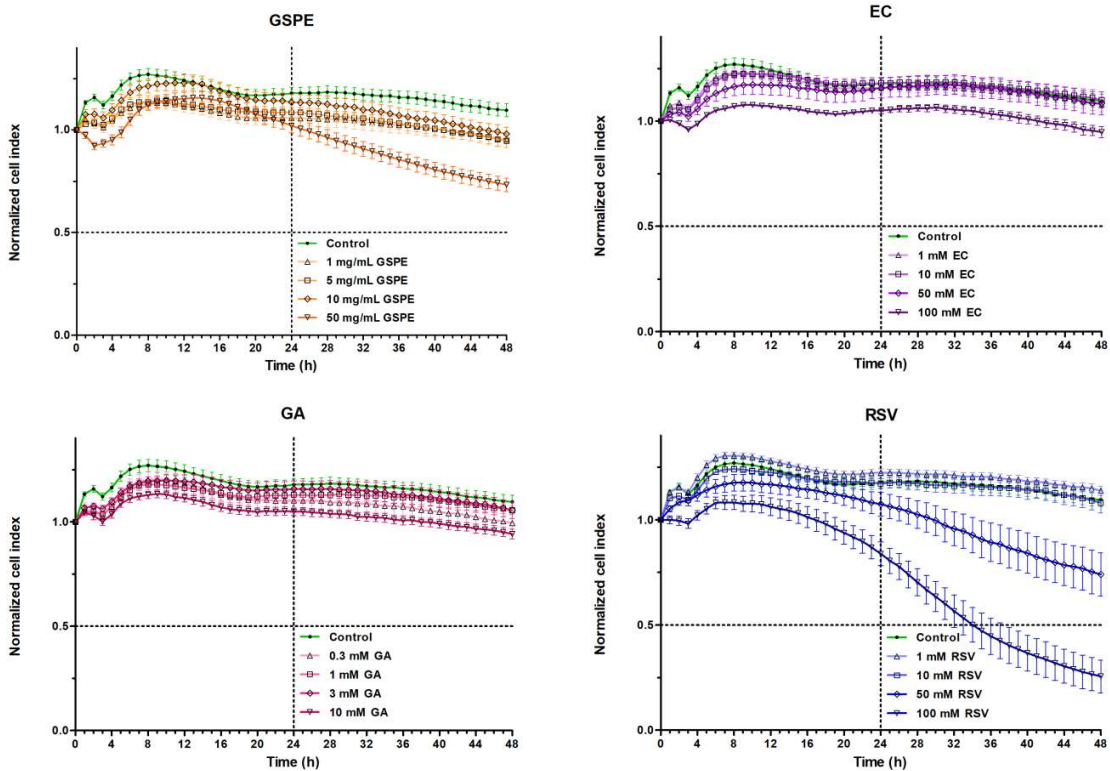 GSPE
Normalized cell index
1.0
0.5
0.0
Control
1 mg/mL GSPE
5 mg/mL GSPE
10 mg/mL GSPE
50 mg/mL GSPE
0 4 8 12 16 20 24 28 32 36 40 44 48
Time (h)
EC
Normalized cell index
1.0
0.5
0.0
Control
1 mM EC
10 mM EC
50 mM EC
100 mM EC
0 4 8 12 16 20 24 28 32 36 40 44 48
Time (h)
GA
Normalized cell index
1.0
0.5
0.0
Control
0.3 mM GA
1 mM GA
3 mM GA
10 mM GA
0 4 8 12 16 20 24 28 32 36 40 44 48
Time (h)
RSV
Normalized cell index
1.0
0.5
0.0
Control
1 mM RSV
10 mM RSV
50 mM RSV
100 mM RSV
0 4 8 12 16 20 24 28 32 36 40 44 48
Time (h)